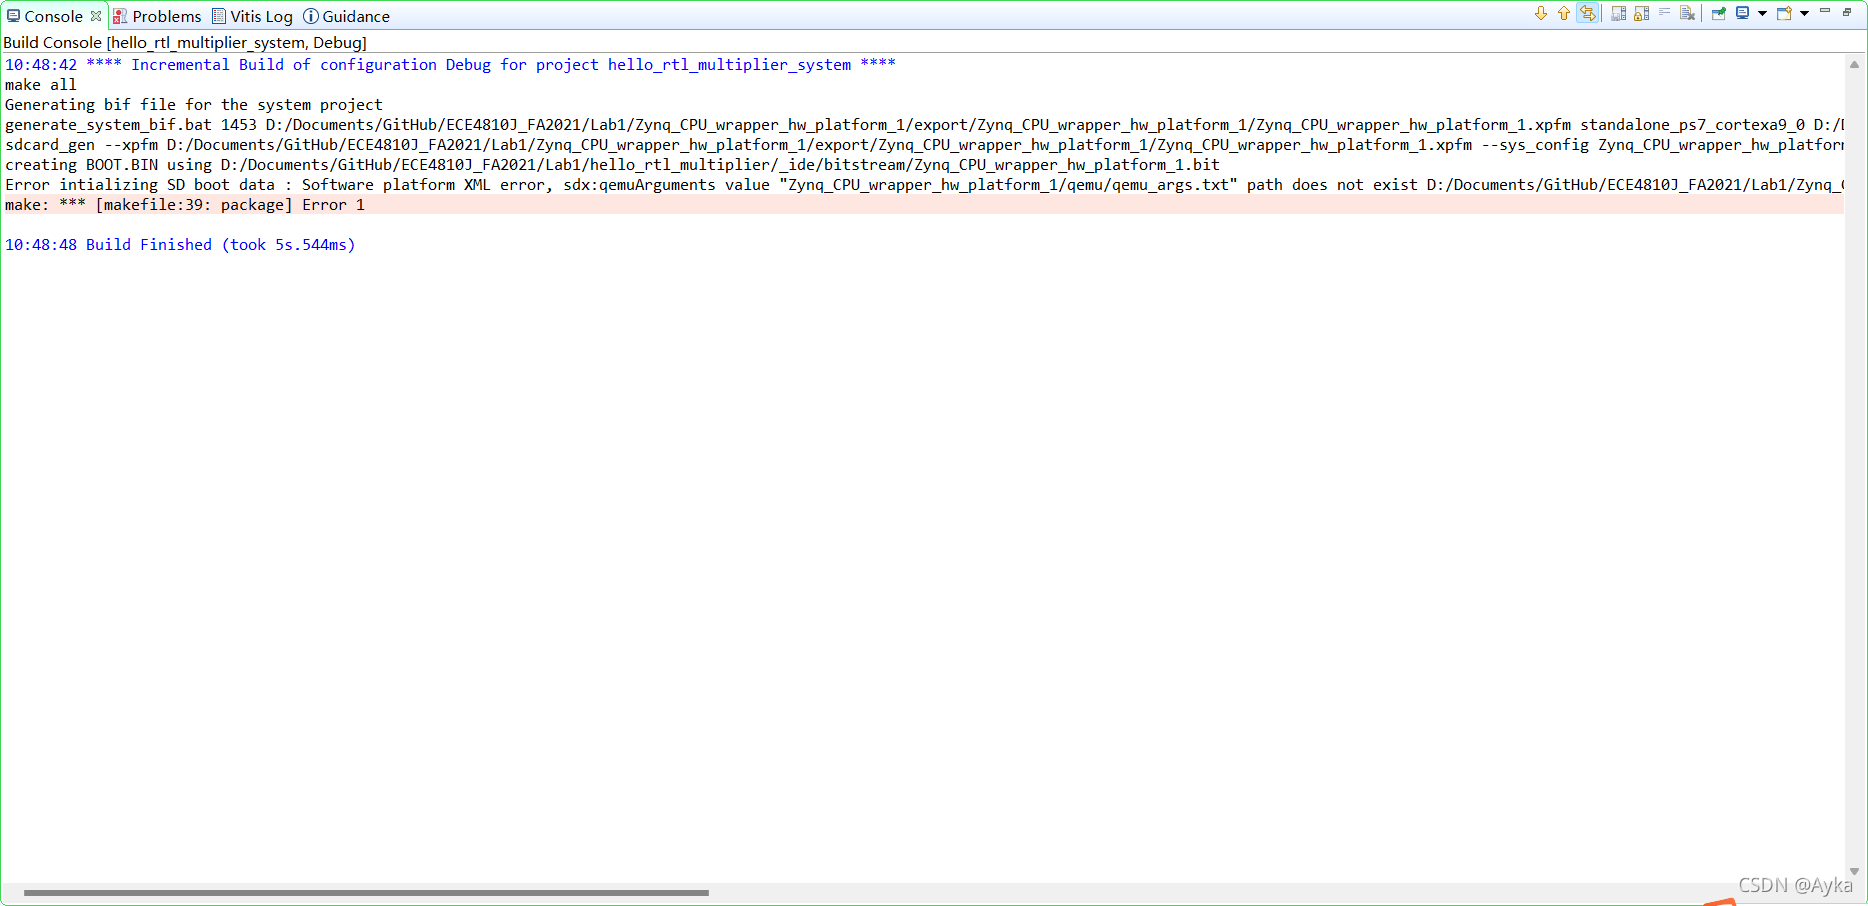 Console Problems Vitis Log Guidance
Build Console [hello_rtl_multiplier_system, Debug]
10:48:42 **** Incremental Build of configuration Debug for project hello_rtl_multiplier_system ****
make all
Generating bif file for the system project
generate_system_bif.bat 1453 D:/Documents/GitHub/ECE4810J_FA2021/Lab1/Zynq_CPU_wrapper_hw_platform_1/export/Zynq_CPU_wrapper_hw_platform_1/Zynq_CPU_wrapper_hw_platform_1.xpfm standalone_ps7_cortexa9_0 D:/D
sdcard_gen --xpfm D:/Documents/GitHub/ECE4810J_FA2021/Lab1/Zynq_CPU_wrapper_hw_platform_1/export/Zynq_CPU_wrapper_hw_platform_1/Zynq_CPU_wrapper_hw_platform_1.xpfm --sys_config Zynq_CPU_wrapper_hw_platfor
creating BOOT.BIN using D:/Documents/GitHub/ECE4810J_FA2021/Lab1/hello_rtl_multiplier/_ide/bitstream/Zynq_CPU_wrapper_hw_platform_1.bit
Error intializing SD boot data : Software platform XML error, sdx:qemuArguments value "Zynq_CPU_wrapper_hw_platform_1/qemu/qemu_args.txt" path does not exist D:/Documents/GitHub/ECE4810J_FA2021/Lab1/Zynq_C
make: *** [makefile:39: package] Error 1
10:48:48 Build Finished (took 5s.544ms)
CSDN @Ayka